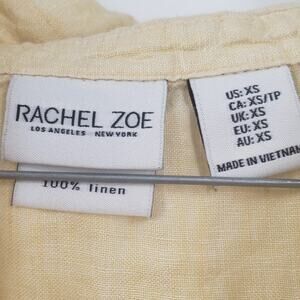 RACHEL ZOE
LOS ANGELES NEW YORK
100% linen
US: XS
CA: XS/TP
UK: XS
EU: XS
AU: XS
MADE IN VIETNAM